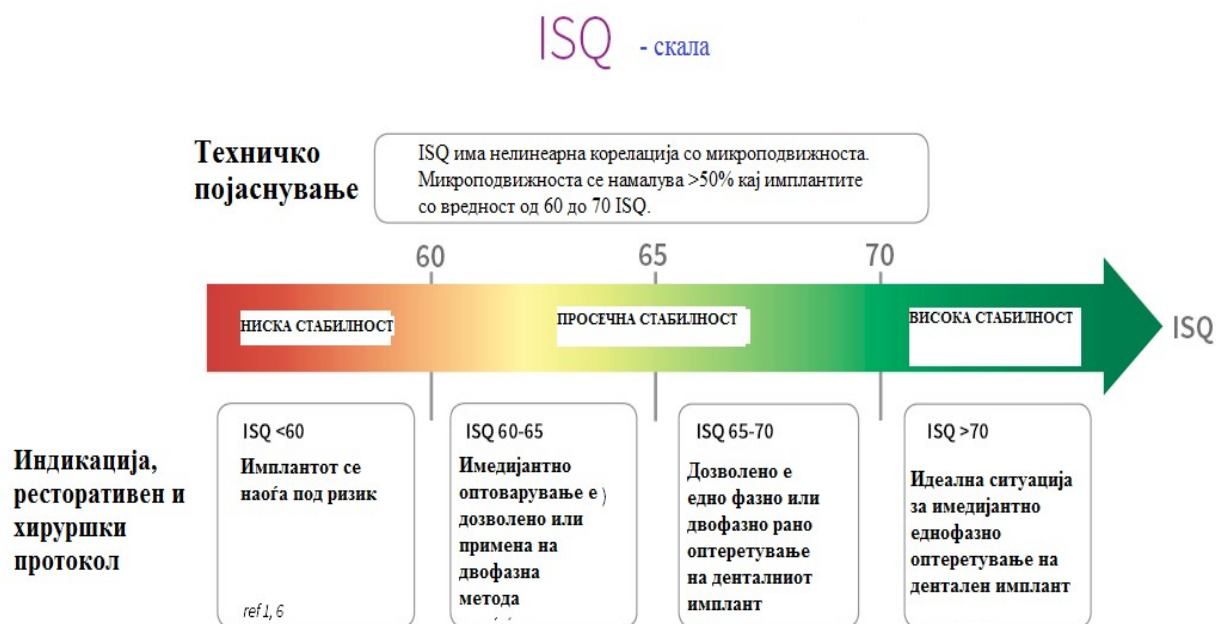 ISQ - скала
Техничко
појаснување
ISQ има нелинеарна корелација со микроподвижноста.
Микроподвижноста се намалува >50% кај имплантите
со вредност од 60 до 70 ISQ.
60 65 70
НИСКА СТАБИЛНОСТ
ПРОСЕЧНА СТАБИЛНОСТ
ВИСОКА СТАБИЛНОСТ
ISQ
Индикација,
ресторативен и
хируршки
протокол
ISQ <60
Имплантот се
наоѓа под ризик
ref 1, 6
ISQ 60-65
Имедијантно
оптоварување е )
дозволено или
примена на
двофазна
метода
ISQ 65-70
Дозволено е
едно фазно или
двофазно рано
оптеретување
на денталниот
имплант
ISQ >70
Идеална ситуација
за имедијантно
еднофазно
оптеретување на
дентален имплант